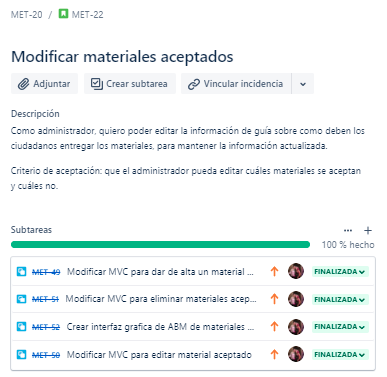 MET-20 / MET-22
Modificar materiales aceptados
Adjuntar Crear subtarea Vincular incidencia
Descripción
Como administrador, quiero poder editar la información de guía sobre como deben los
ciudadanos entregar los materiales, para mantener la información actualizada.
Criterio de aceptación: que el administrador pueda editar cuáles materiales se aceptan
y cuáles no.
Subtareas ... +
100 % hecho
MET-49 Modificar MVC para dar de alta un material ... FINALIZADA
MET-51 Modificar MVC para eliminar materiales acep... FINALIZADA
MET-52 Crear interfaz grafica de ABM de materiales ... FINALIZADA
MET-50 Modificar MVC para editar material aceptado FINALIZADA